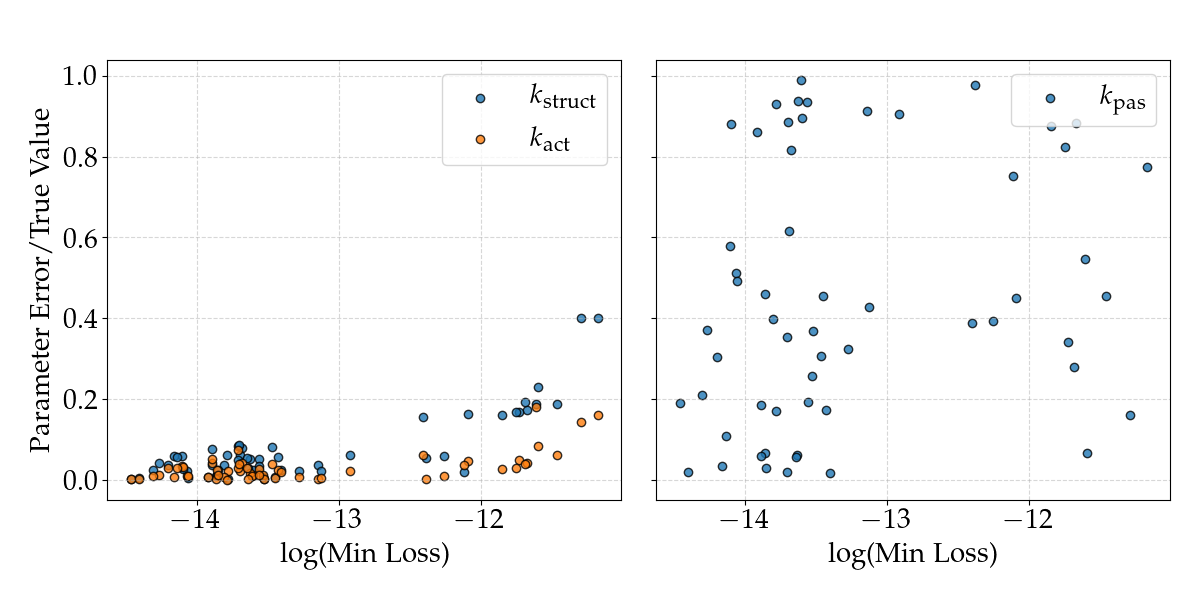 Parameter Error/True Value
1.0
0.8
0.6
0.4
0.2
0.0
k_struct
k_act
−14 −13 −12
log(Min Loss)
k_pas
−14 −13 −12
log(Min Loss)